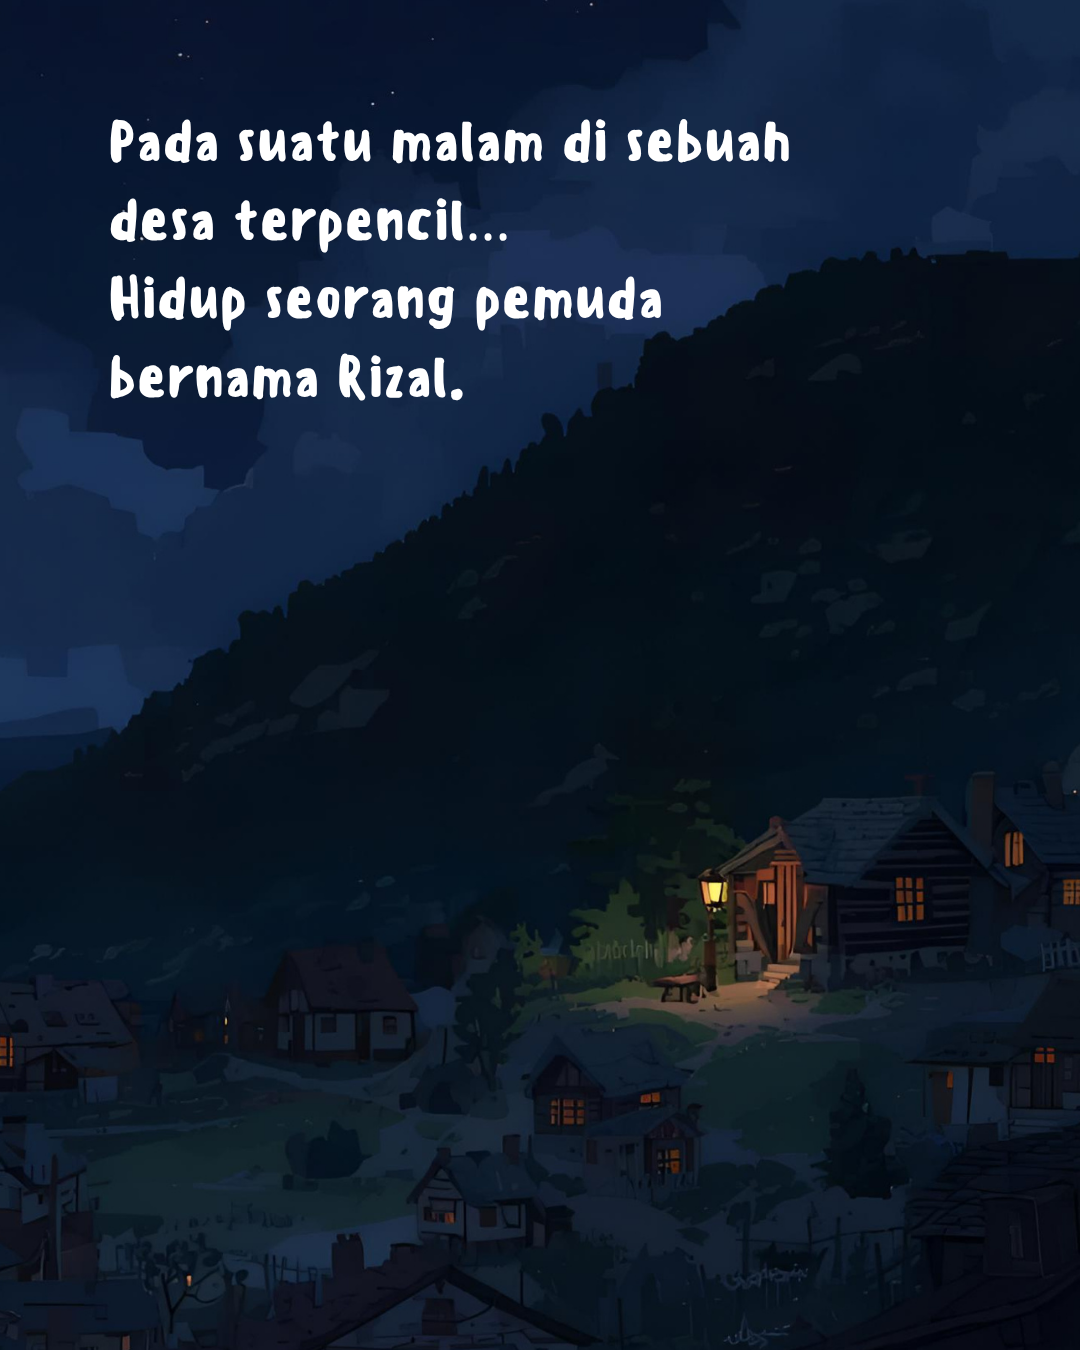 Pada suatu malam di sebuah
desa terpencil...
Hidup seorang pemuda
bernama Rizal.